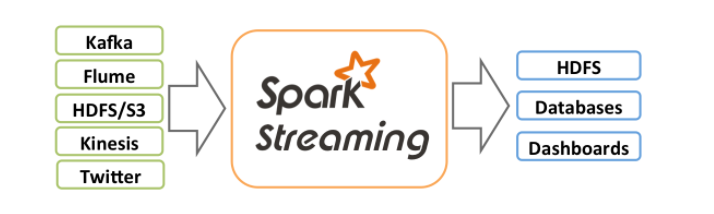 Kafka
Flume
HDFS/S3
Kinesis
Twitter
Spark
Streaming
HDFS
Databases
Dashboards